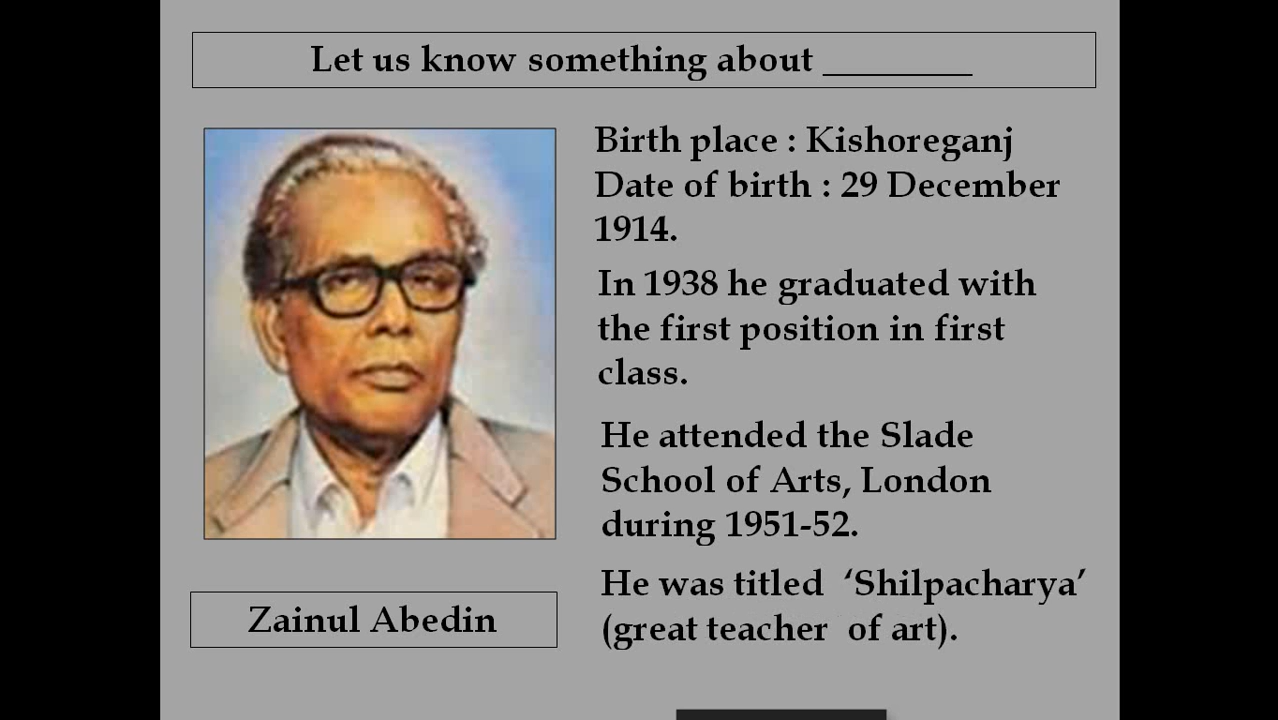 Let us know something about ________
Birth place : Kishoreganj
Date of birth : 29 December
1914.
In 1938 he graduated with
the first position in first
class.
He attended the Slade
School of Arts, London
during 1951-52.
He was titled ‘Shilpacharya’
(great teacher of art).
Zainul Abedin